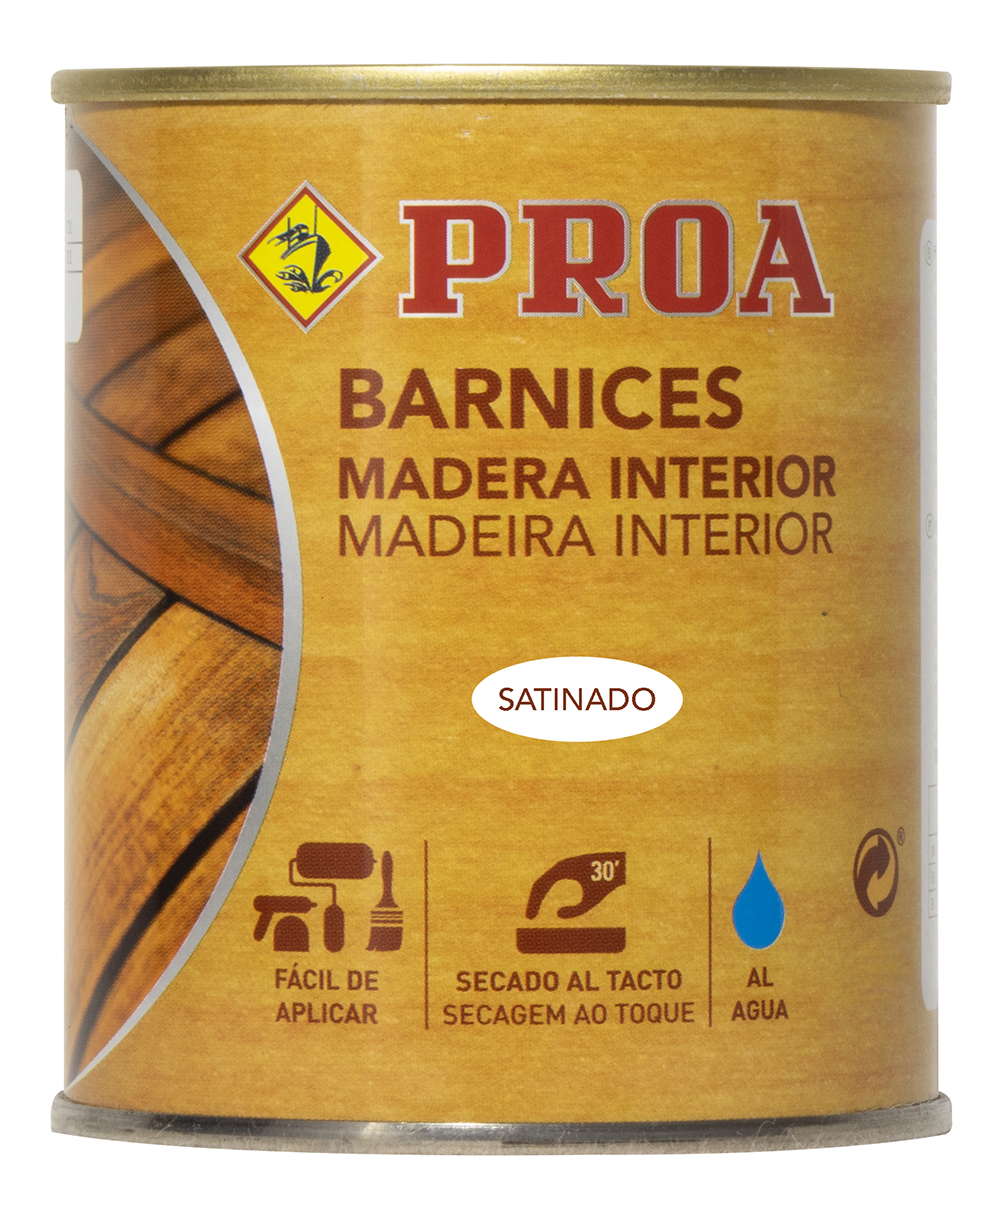 PROA
BARNICES
MADERA INTERIOR
MADEIRA INTERIOR
SATINADO
30'
FÁCIL DE
APLICAR
SECADO AL TACTO
SECAGEM AO TOQUE
AL
AGUA
®